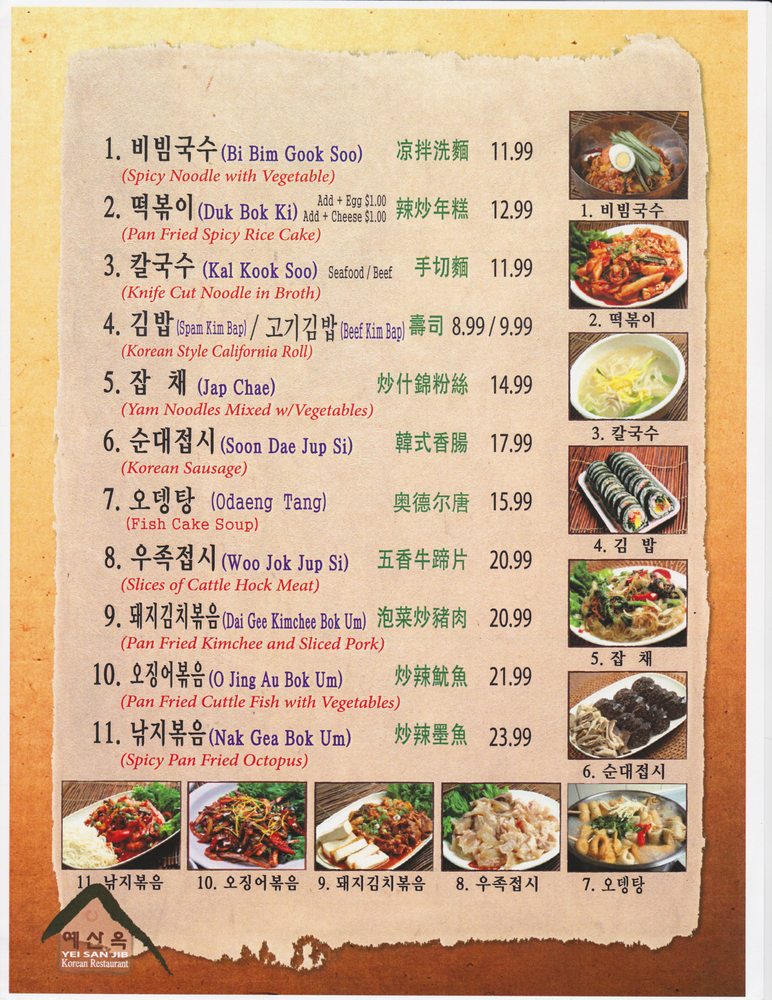 1. 비빔국수 (Bi Bim Gook Soo) 凉拌洗麵 11.99
(Spicy Noodle with Vegetable)
2. 떡볶이 (Duk Bok Ki) Add + Egg $1.00 Add + Cheese $1.00 辣炒年糕 12.99
(Pan Fried Spicy Rice Cake)
3. 칼국수 (Kal Kook Soo) Seafood / Beef 手切麵 11.99
(Knife Cut Noodle in Broth)
4. 김밥 (Spam Kim Bap) / 고기김밥 (Beef Kim Bap) 壽司 8.99 / 9.99
(Korean Style California Roll)
5. 잡 채 (Jap Chae) 炒什錦粉絲 14.99
(Yam Noodles Mixed w/Vegetables)
6. 순대접시 (Soon Dae Jup Si) 韓式香腸 17.99
(Korean Sausage)
7. 오뎅탕 (Odaeng Tang) 奥德尔唐 15.99
(Fish Cake Soup)
8. 우족접시 (Woo Jok Jup Si) 五香牛蹄片 20.99
(Slices of Cattle Hock Meat)
9. 돼지김치볶음 (Dai Gee Kimchee Bok Um) 泡菜炒豬肉 20.99
(Pan Fried Kimchee and Sliced Pork)
10. 오징어볶음 (O Jing Au Bok Um) 炒辣魷魚 21.99
(Pan Fried Cuttle Fish with Vegetables)
11. 낚지볶음 (Nak Gea Bok Um) 炒辣墨魚 23.99
(Spicy Pan Fried Octopus)
1. 비빔국수
2. 떡볶이
3. 칼국수
4. 김 밥
5. 잡 채
6. 순대접시
11. 낚지볶음 10. 오징어볶음 9. 돼지김치볶음 8. 우족접시 7. 오뎅탕
예산옥
YEI SAN JIB
Korean Restaurant